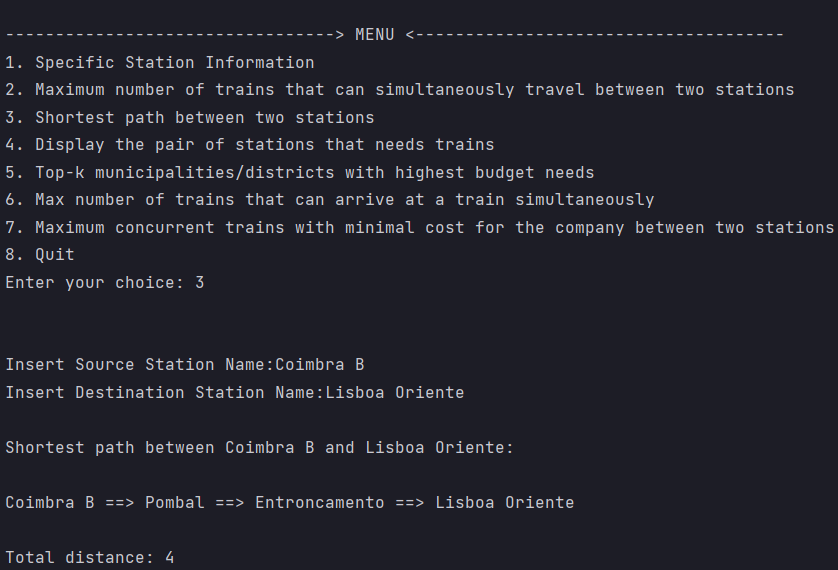 ---------------------------------> MENU <-------------------------------------
1. Specific Station Information
2. Maximum number of trains that can simultaneously travel between two stations
3. Shortest path between two stations
4. Display the pair of stations that needs trains
5. Top-k municipalities/districts with highest budget needs
6. Max number of trains that can arrive at a train simultaneously
7. Maximum concurrent trains with minimal cost for the company between two stations
8. Quit
Enter your choice: 3
Insert Source Station Name:Coimbra B
Insert Destination Station Name:Lisboa Oriente
Shortest path between Coimbra B and Lisboa Oriente:
Coimbra B ==> Pombal ==> Entroncamento ==> Lisboa Oriente
Total distance: 4